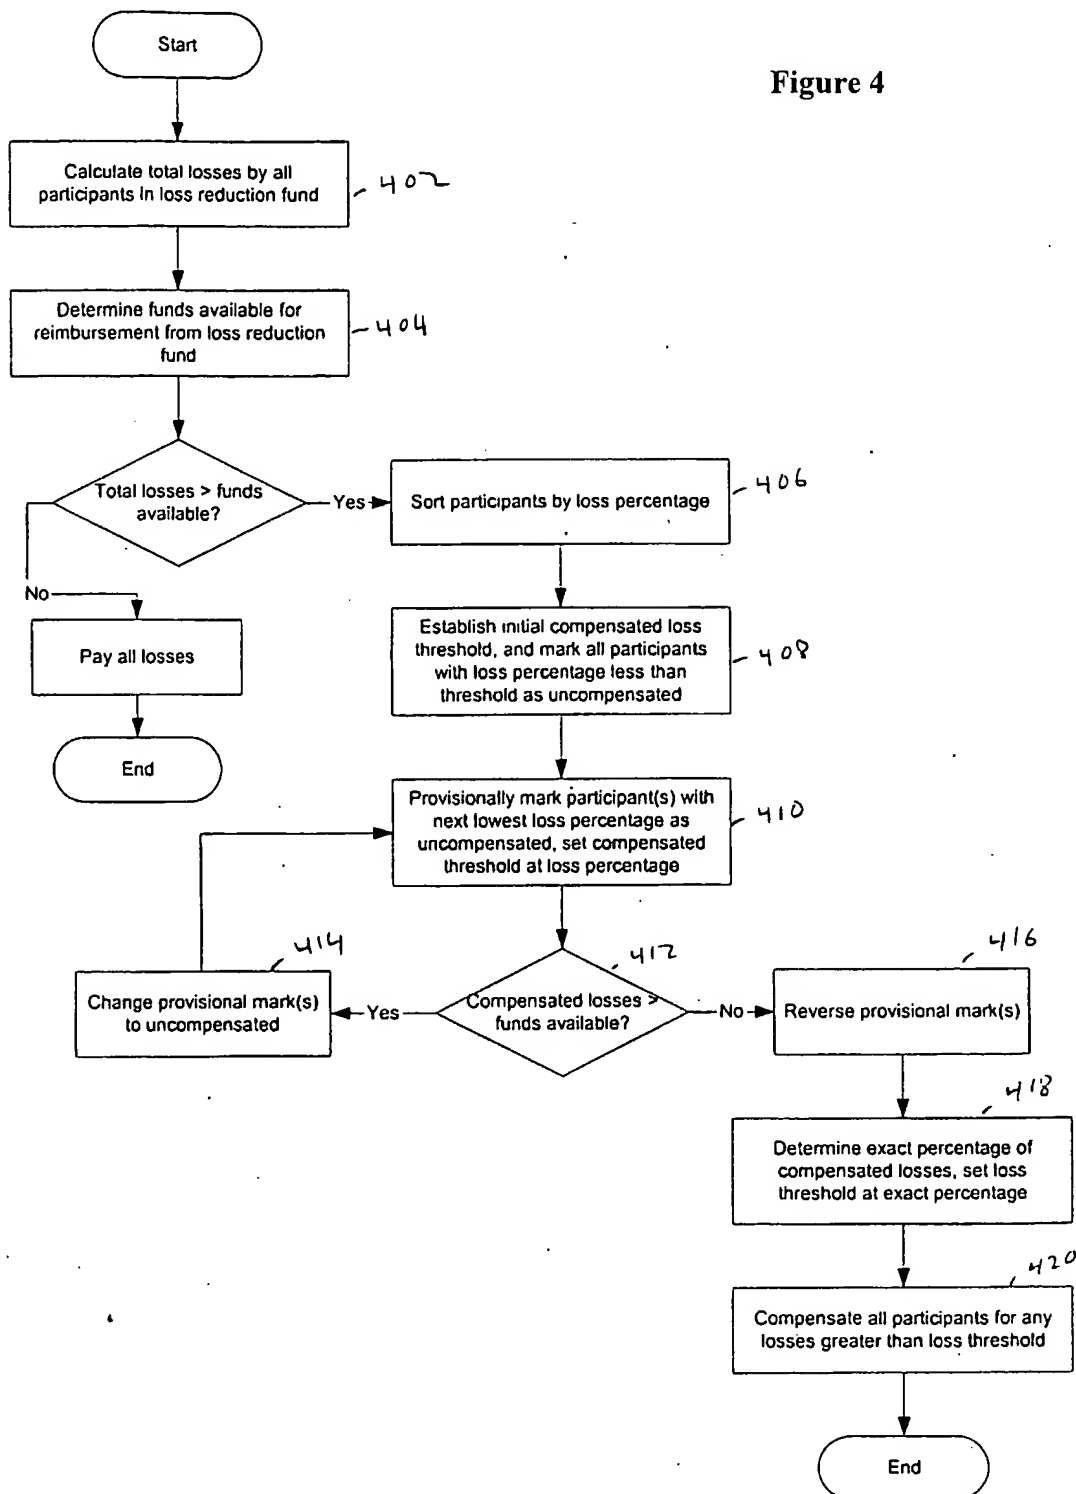 Start
Figure 4
Calculate total losses by all
participants in loss reduction fund
402
Determine funds available for
reimbursement from loss reduction
fund
404
Total losses > funds
available?
Yes
Sort participants by loss percentage
406
No
Pay all losses
End
Establish initial compensated loss
threshold, and mark all participants
with loss percentage less than
threshold as uncompensated
408
Provisionally mark participant(s) with
next lowest loss percentage as
uncompensated, set compensated
threshold at loss percentage
410
412
Compensated losses >
funds available?
Yes
414
Change provisional mark(s)
to uncompensated
No
416
Reverse provisional mark(s)
418
Determine exact percentage of
compensated losses, set loss
threshold at exact percentage
420
Compensate all participants for any
losses greater than loss threshold
End